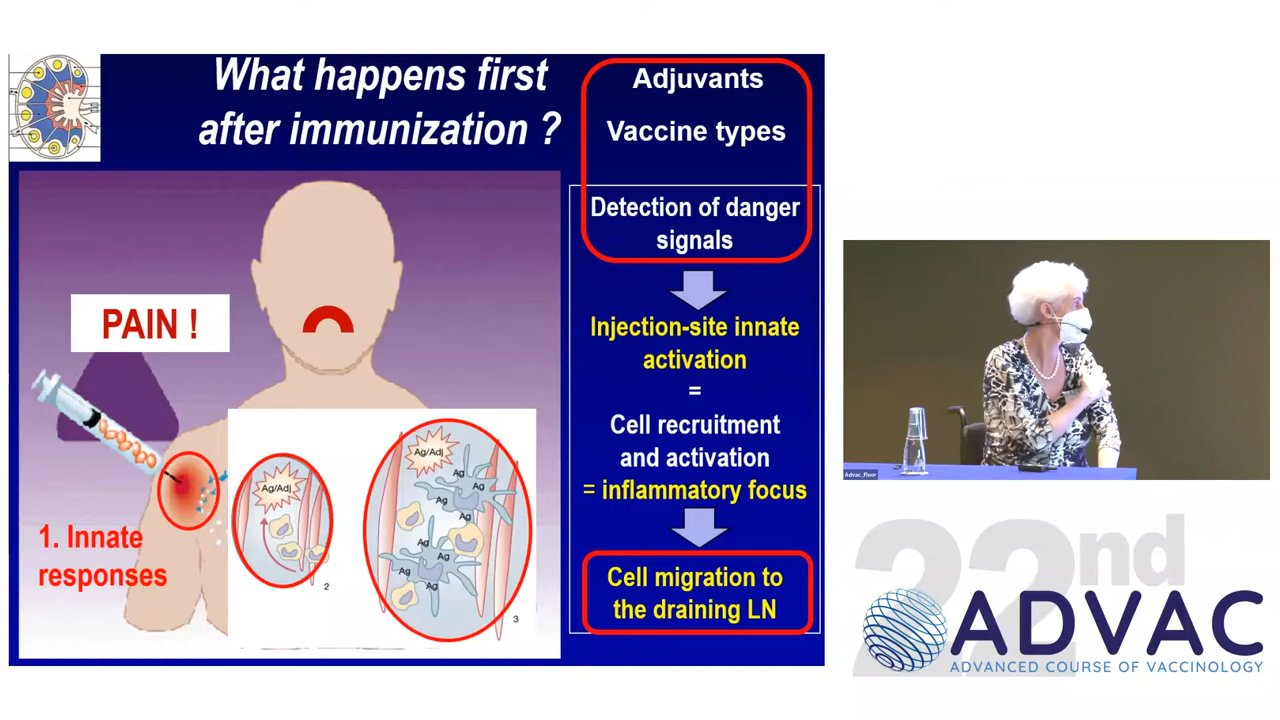 What happens first
after immunization ?
Adjuvants
Vaccine types
Detection of danger
signals
Injection-site innate
activation
=
Cell recruitment
and activation
= inflammatory focus
Cell migration to
the draining LN
PAIN !
1. Innate
responses
Ag/Adj
2
Ag/Adj
Ag
Ag
Ag
Ag
Ag
Ag
Ag
Ag
3
Advac_Floor
22nd
ADVAC
ADVANCED COURSE OF VACCINOLOGY